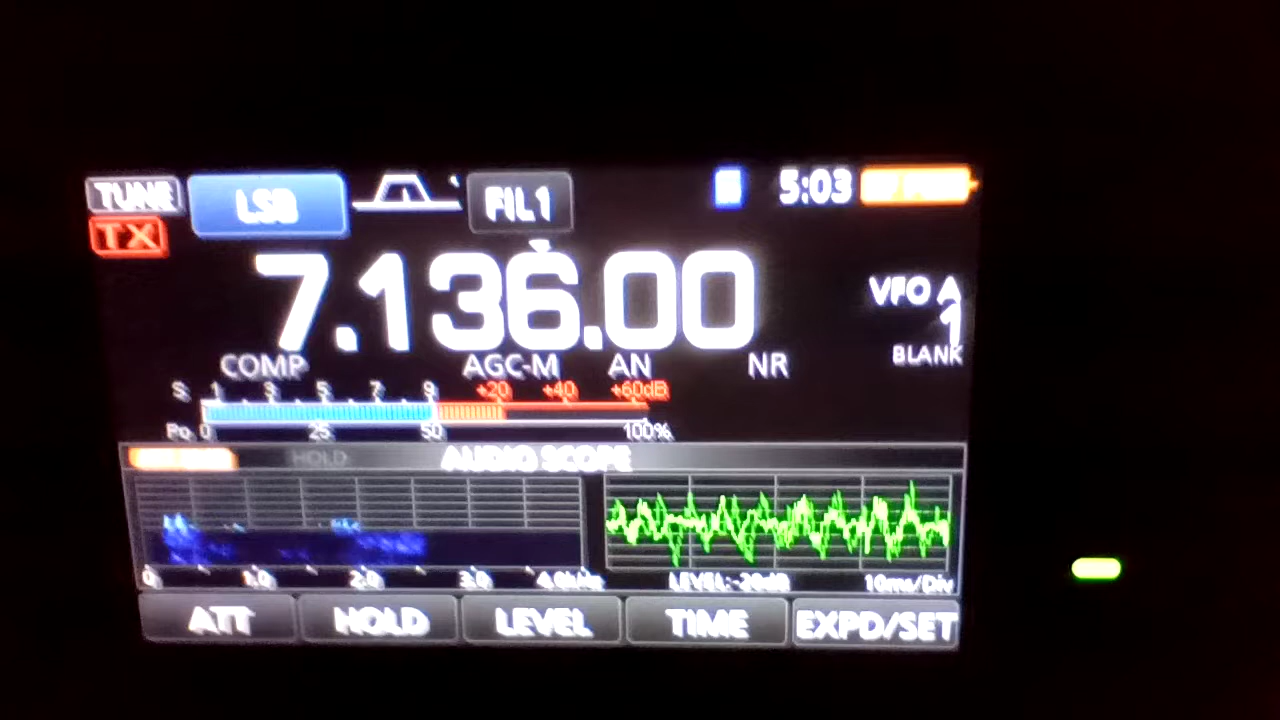 TUNE LSB FIL1 5:03
TX
7.136.00 VFO A
1
COMP AGC-M AN NR BLANK
S 1 3 5 7 9 +20 +40 +60dB
Po 0 25 50 100%
HOLD AUDIO SCOPE
0 1.0 2.0 3.0 4.0kHz LEVEL:-20dB 10ms/Div
ATT HOLD LEVEL TIME EXPD/SET